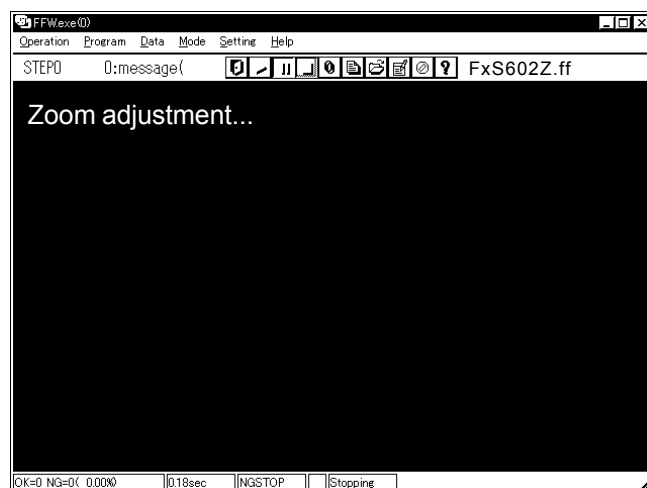 FFW.exe(0)
Operation Program Data Mode Setting Help
STEP0 0:message( FxS602Z.ff
Zoom adjustment...
OK=0 NG=0( 0.00%) 0.18sec NGSTOP Stopping